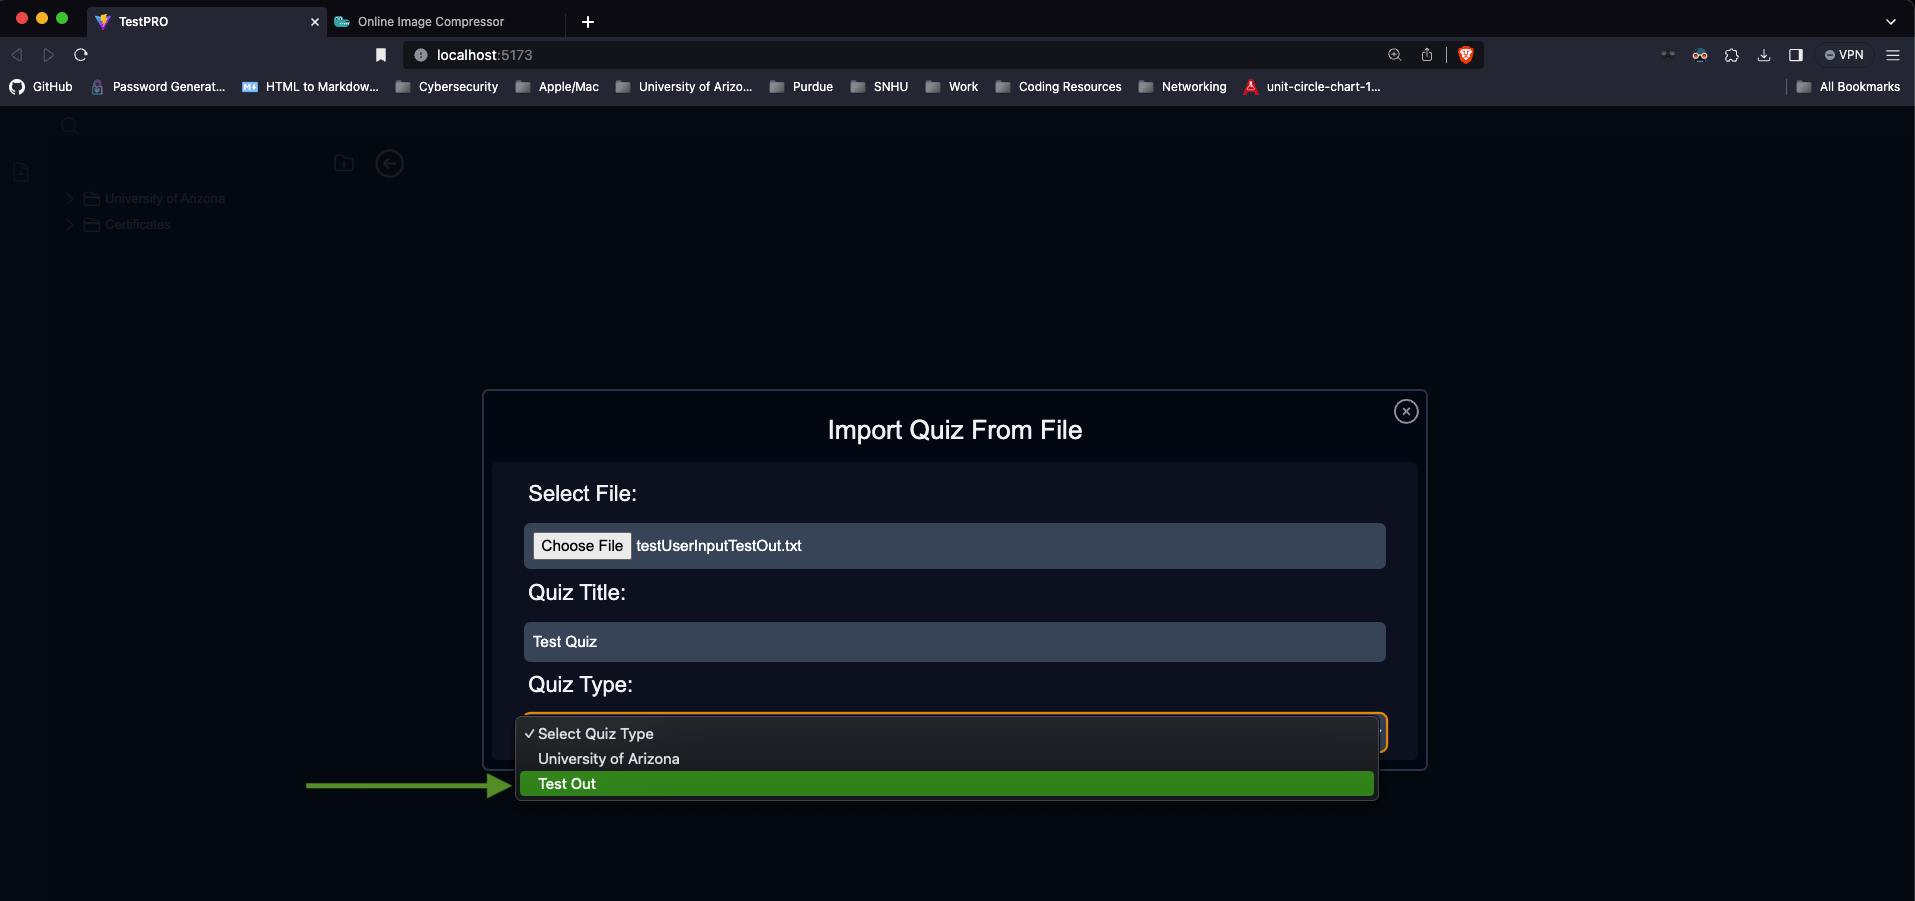 TestPRO
Online Image Compressor
localhost:5173
VPN
GitHub
Password Generat...
HTML to Markdow...
Cybersecurity
Apple/Mac
University of Arizo...
Purdue
SNHU
Work
Coding Resources
Networking
unit-circle-chart-1...
All Bookmarks
University of Arizona
Certificates
Import Quiz From File
Select File:
Choose File testUserInputTestOut.txt
Quiz Title:
Test Quiz
Quiz Type:
✓ Select Quiz Type
University of Arizona
Test Out